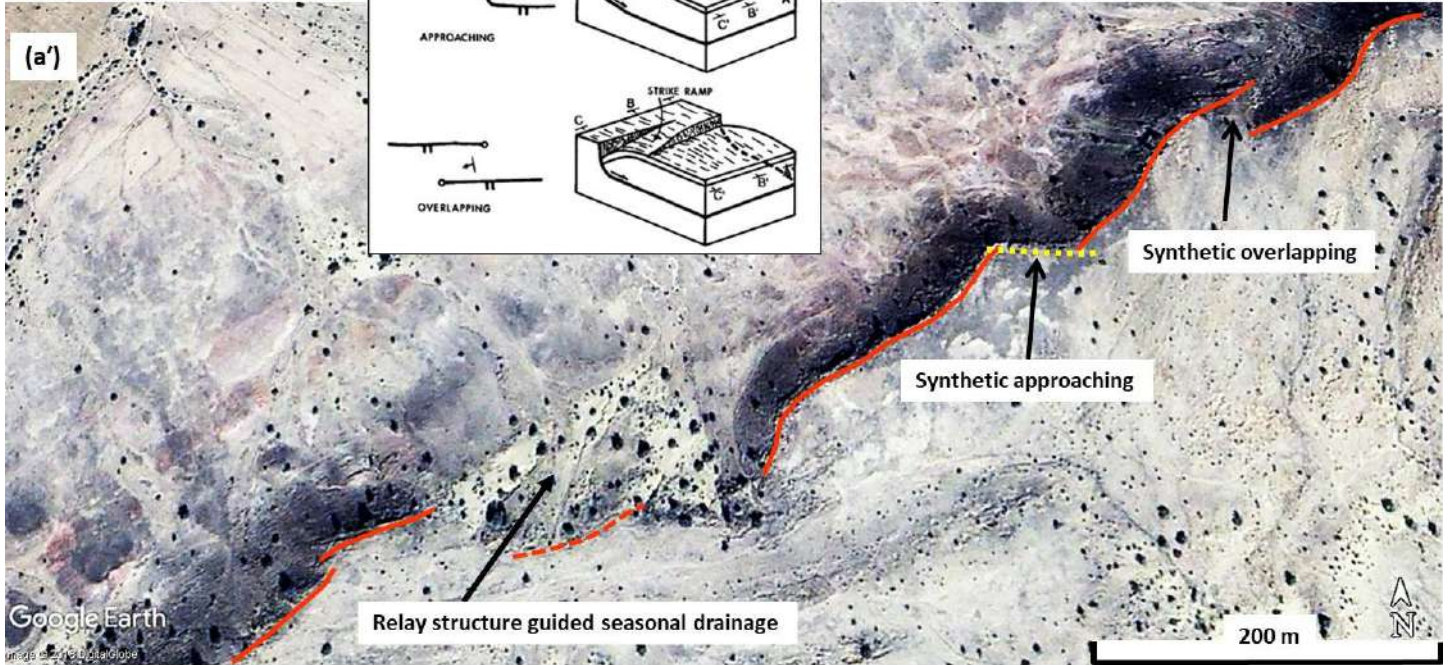 (a')
APPROACHING
C'
B'
STRIKE RAMP
B
C
C'
B'
OVERLAPPING
Synthetic overlapping
Synthetic approaching
Relay structure guided seasonal drainage
Google Earth
200 m
N